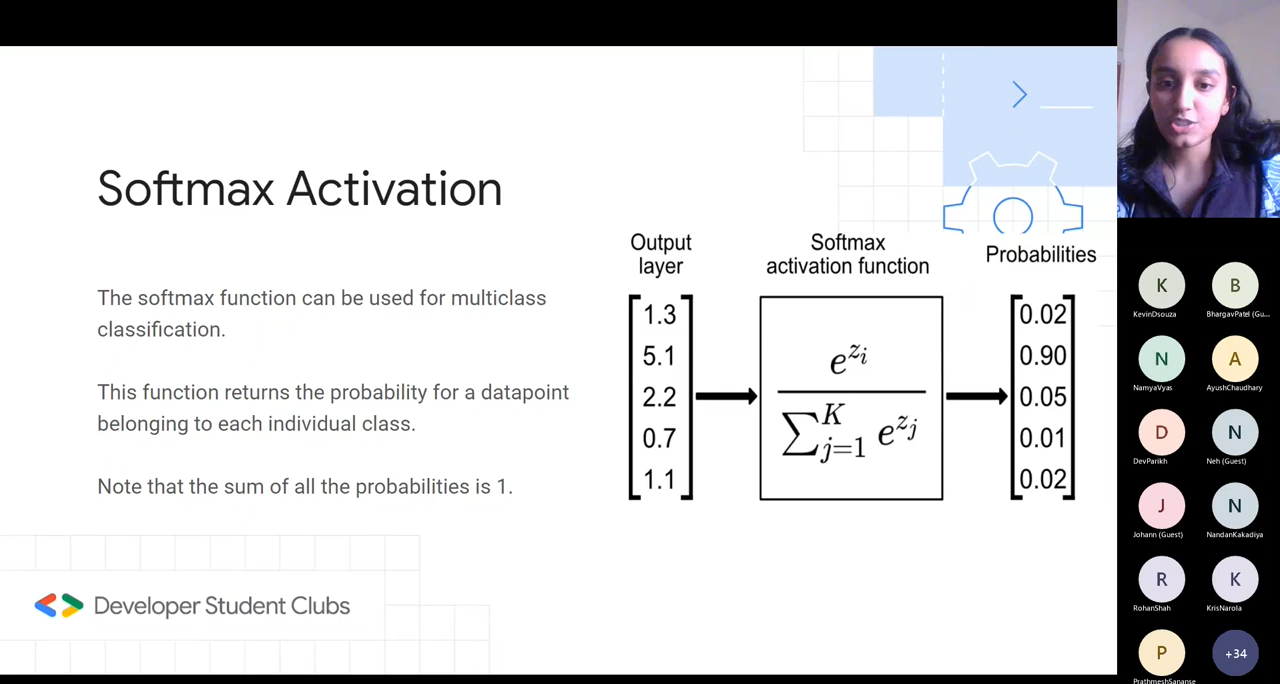 Softmax Activation
The softmax function can be used for multiclass
classification.
This function returns the probability for a datapoint
belonging to each individual class.
Note that the sum of all the probabilities is 1.
Output
layer
1.3
5.1
2.2
0.7
1.1
Softmax
activation function
e^{z_i}
∑_{j=1}^{K} e^{z_j}
Probabilities
0.02
0.90
0.05
0.01
0.02
Developer Student Clubs
K
KevinDsouza
B
BhargavPatel (Gu...
N
NamyaVyas
A
AyushChaudhary
D
DevParikh
N
Neh (Guest)
J
Johann (Guest)
N
NandanKakadiya
R
RohanShah
K
KrisNarola
P
PrathmeshSananse
+34